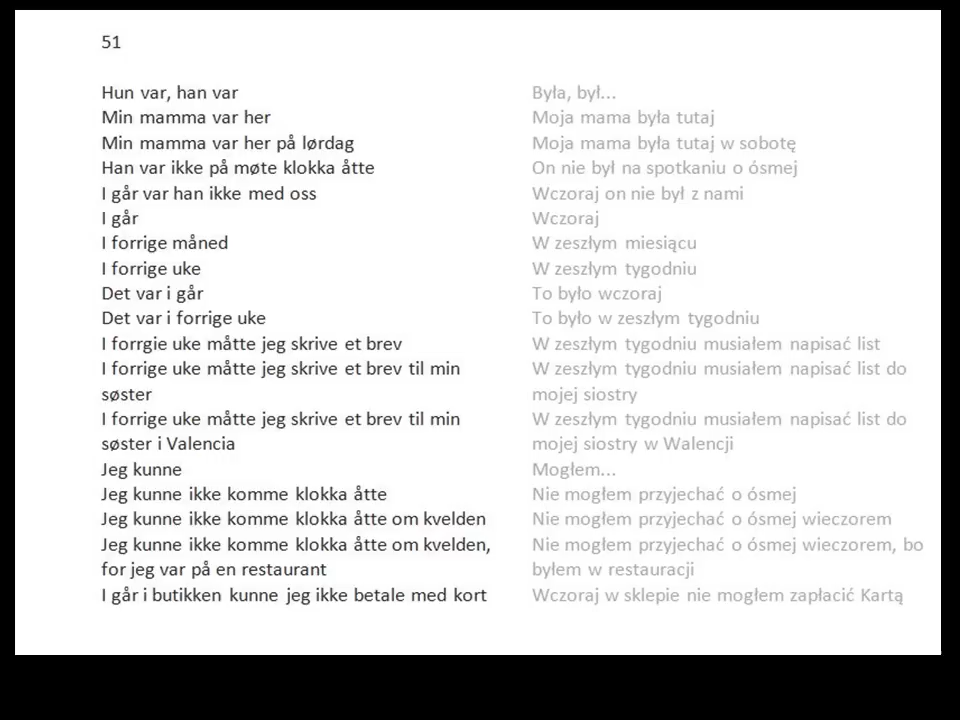 51
Hun var, han var
Min mamma var her
Min mamma var her på lørdag
Han var ikke på møte klokka åtte
I går var han ikke med oss
I går
I forrige måned
I forrige uke
Det var i går
Det var i forrige uke
I forrgie uke måtte jeg skrive et brev
I forrige uke måtte jeg skrive et brev til min
søster
I forrige uke måtte jeg skrive et brev til min
søster i Valencia
Jeg kunne
Jeg kunne ikke komme klokka åtte
Jeg kunne ikke komme klokka åtte om kvelden
Jeg kunne ikke komme klokka åtte om kvelden,
for jeg var på en restaurant
I går i butikken kunne jeg ikke betale med kort
Była, był...
Moja mama była tutaj
Moja mama była tutaj w sobotę
On nie był na spotkaniu o ósmej
Wczoraj on nie był z nami
Wczoraj
W zeszłym miesiącu
W zeszłym tygodniu
To było wczoraj
To było w zeszłym tygodniu
W zeszłym tygodniu musiałem napisać list
W zeszłym tygodniu musiałem napisać list do
mojej siostry
W zeszłym tygodniu musiałem napisać list do
mojej siostry w Walencji
Mogłem...
Nie mogłem przyjechać o ósmej
Nie mogłem przyjechać o ósmej wieczorem
Nie mogłem przyjechać o ósmej wieczorem, bo
byłem w restauracji
Wczoraj w sklepie nie mogłem zapłacić Kartą